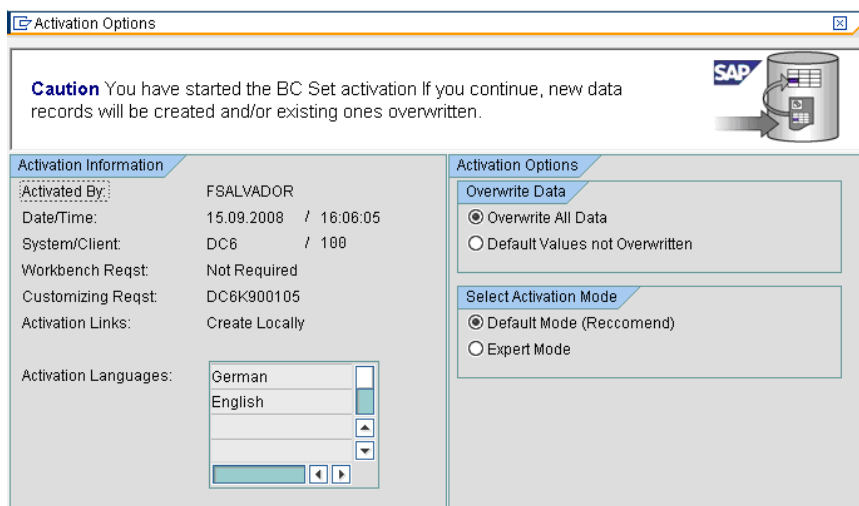 Activation Options
Caution You have started the BC Set activation If you continue, new data
records will be created and/or existing ones overwritten.
SAP
Activation Information
Activated By: FSALVADOR
Date/Time: 15.09.2008 / 16:06:05
System/Client: DC6 / 100
Workbench Reqst: Not Required
Customizing Reqst: DC6K900105
Activation Links: Create Locally
Activation Languages: German
English
Activation Options
Overwrite Data
Overwrite All Data
Default Values not Overwritten
Select Activation Mode
Default Mode (Reccomend)
Expert Mode